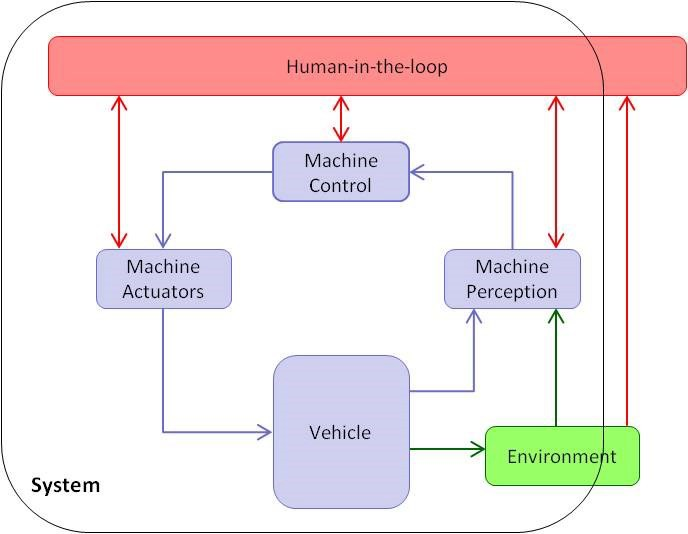 Human-in-the-loop
Machine
Control
Machine
Actuators
Machine
Perception
Vehicle
Environment
System